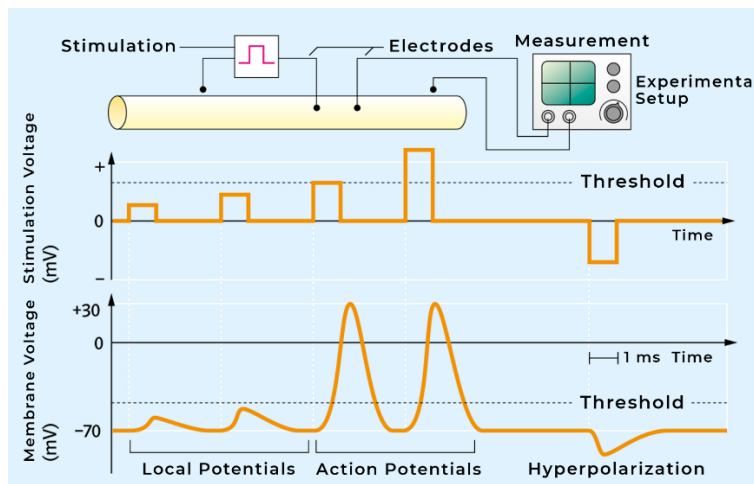 Stimulation
Electrodes
Measurement
Experimenta
Setup
Stimulation Voltage
(mV)
+
0
−
Threshold
Time
Membrane Voltage
(mV)
+30
0
−70
1 ms Time
Threshold
Local Potentials
Action Potentials
Hyperpolarization